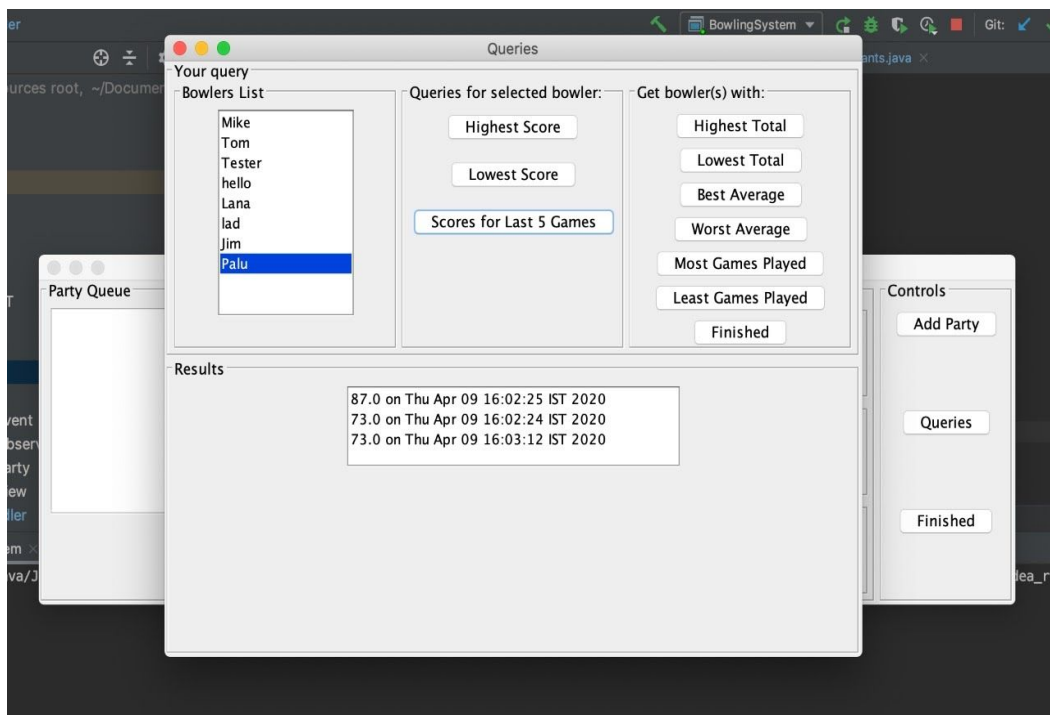 er
BowlingSystem
Git:
ants.java
urces root, ~/Documer
Queries
Your query
Bowlers List
Mike
Tom
Tester
hello
Lana
lad
Jim
Palu
Queries for selected bowler:
Highest Score
Lowest Score
Scores for Last 5 Games
Get bowler(s) with:
Highest Total
Lowest Total
Best Average
Worst Average
Most Games Played
Least Games Played
Finished
Results
87.0 on Thu Apr 09 16:02:25 IST 2020
73.0 on Thu Apr 09 16:02:24 IST 2020
73.0 on Thu Apr 09 16:03:12 IST 2020
Party Queue
Controls
Add Party
Queries
Finished
T
vent
bserv
arty
ew
dler
em
va/J
dea_r